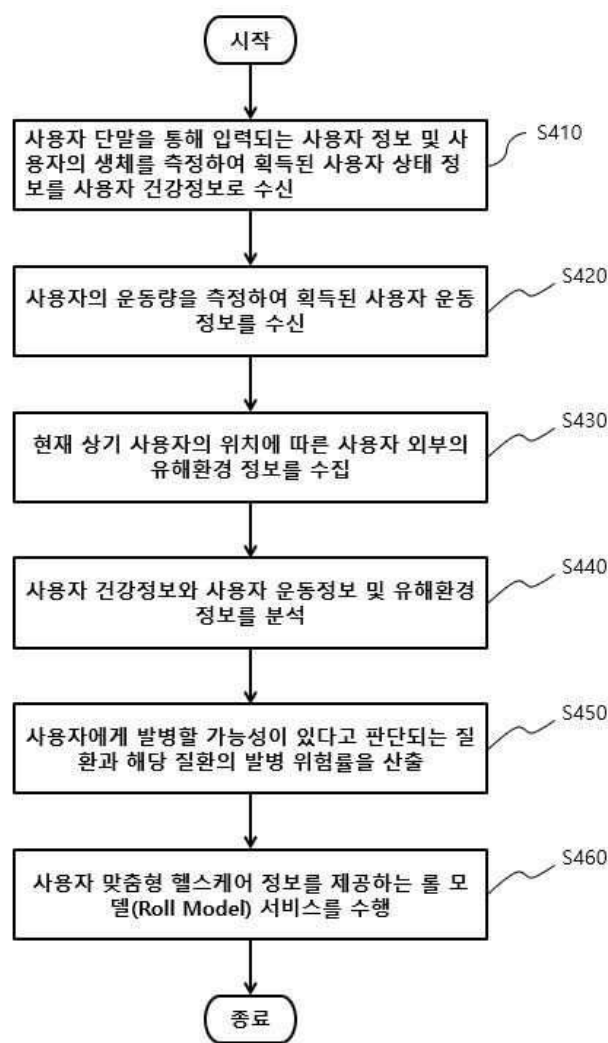 시작
사용자 단말을 통해 입력되는 사용자 정보 및 사
용자의 생체를 측정하여 획득된 사용자 상태 정
보를 사용자 건강정보로 수신
S410
사용자의 운동량을 측정하여 획득된 사용자 운동
정보를 수신
S420
현재 상기 사용자의 위치에 따른 사용자 외부의
유해환경 정보를 수집
S430
사용자 건강정보와 사용자 운동정보 및 유해환경
정보를 분석
S440
사용자에게 발병할 가능성이 있다고 판단되는 질
환과 해당 질환의 발병 위험률을 산출
S450
사용자 맞춤형 헬스케어 정보를 제공하는 롤 모
델(Roll Model) 서비스를 수행
S460
종료